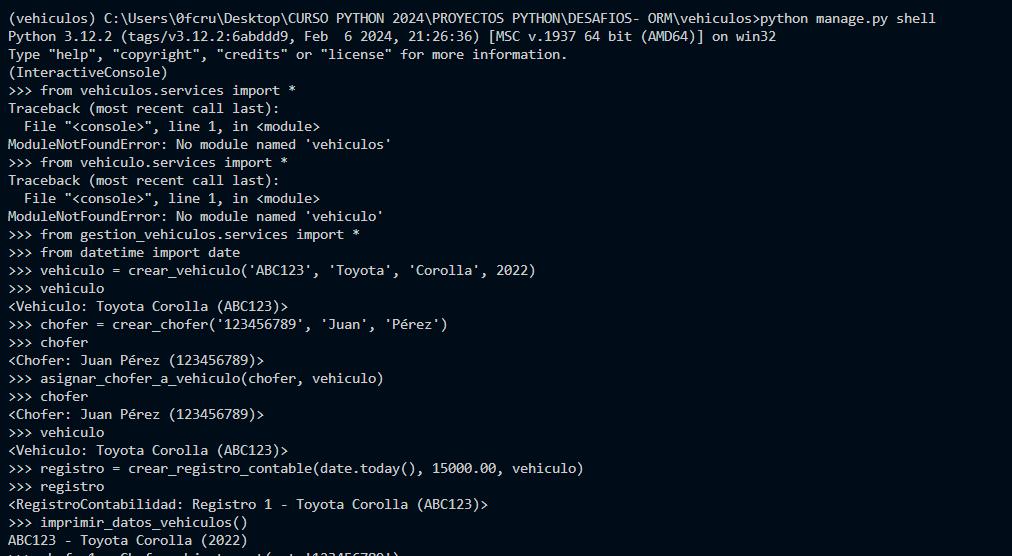 (vehiculos) C:\Users\0fcru\Desktop\CURSO PYTHON 2024\PROYECTOS PYTHON\DESAFIOS- ORM\vehiculos>python manage.py shell
Python 3.12.2 (tags/v3.12.2:6abddd9, Feb  6 2024, 21:26:36) [MSC v.1937 64 bit (AMD64)] on win32
Type "help", "copyright", "credits" or "license" for more information.
(InteractiveConsole)
>>> from vehiculos.services import *
Traceback (most recent call last):
  File "<console>", line 1, in <module>
ModuleNotFoundError: No module named 'vehiculos'
>>> from vehiculo.services import *
Traceback (most recent call last):
  File "<console>", line 1, in <module>
ModuleNotFoundError: No module named 'vehiculo'
>>> from gestion_vehiculos.services import *
>>> from datetime import date
>>> vehiculo = crear_vehiculo('ABC123', 'Toyota', 'Corolla', 2022)
>>> vehiculo
<Vehiculo: Toyota Corolla (ABC123)>
>>> chofer = crear_chofer('123456789', 'Juan', 'Pérez')
>>> chofer
<Chofer: Juan Pérez (123456789)>
>>> asignar_chofer_a_vehiculo(chofer, vehiculo)
>>> chofer
<Chofer: Juan Pérez (123456789)>
>>> vehiculo
<Vehiculo: Toyota Corolla (ABC123)>
>>> registro = crear_registro_contable(date.today(), 15000.00, vehiculo)
>>> registro
<RegistroContabilidad: Registro 1 - Toyota Corolla (ABC123)>
>>> imprimir_datos_vehiculos()
ABC123 - Toyota Corolla (2022)